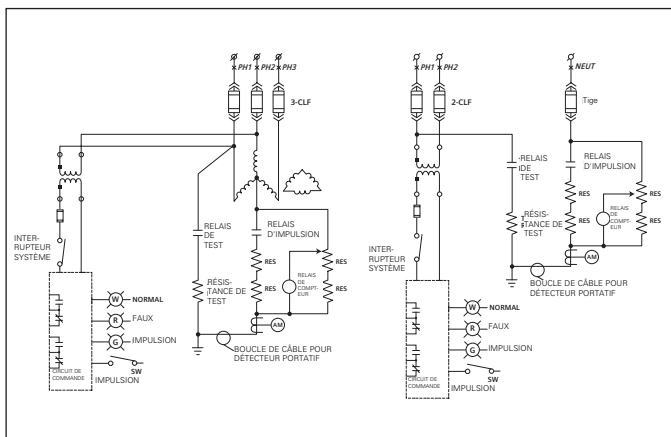 PH1 PH2 PH3
3-CLF
RELAIS
DE
TEST
RELAIS
D'IMPULSION
RES
RES
RES
RES
RELAIS
DE
COMPT-
EUR
INTER-
RUPTEUR
SYSTÈME
RÉSIS-
TANCE DE
TEST
AM
BOUCLE DE CÂBLE POUR
DÉTECTEUR PORTATIF
W NORMAL
R FAUX
G IMPULSION
SW
CIRCUIT DE
COMMANDE
IMPULSION
PH1 PH2
NEUT
2-CLF
Tige
-RELAIS
DE
TEST
RELAIS
D'IMPULSION
RES
RES
RES
RES
RELAIS
DE
COMPT-
EUR
RÉSIS-
TANCE DE
TEST
INTER-
RUPTEUR
SYSTÈME
AM
BOUCLE DE CÂBLE POUR
DÉTECTEUR PORTATIF
W NORMAL
R FAUX
G IMPULSION
SW
CIRCUIT DE
COMMANDE
IMPULSION